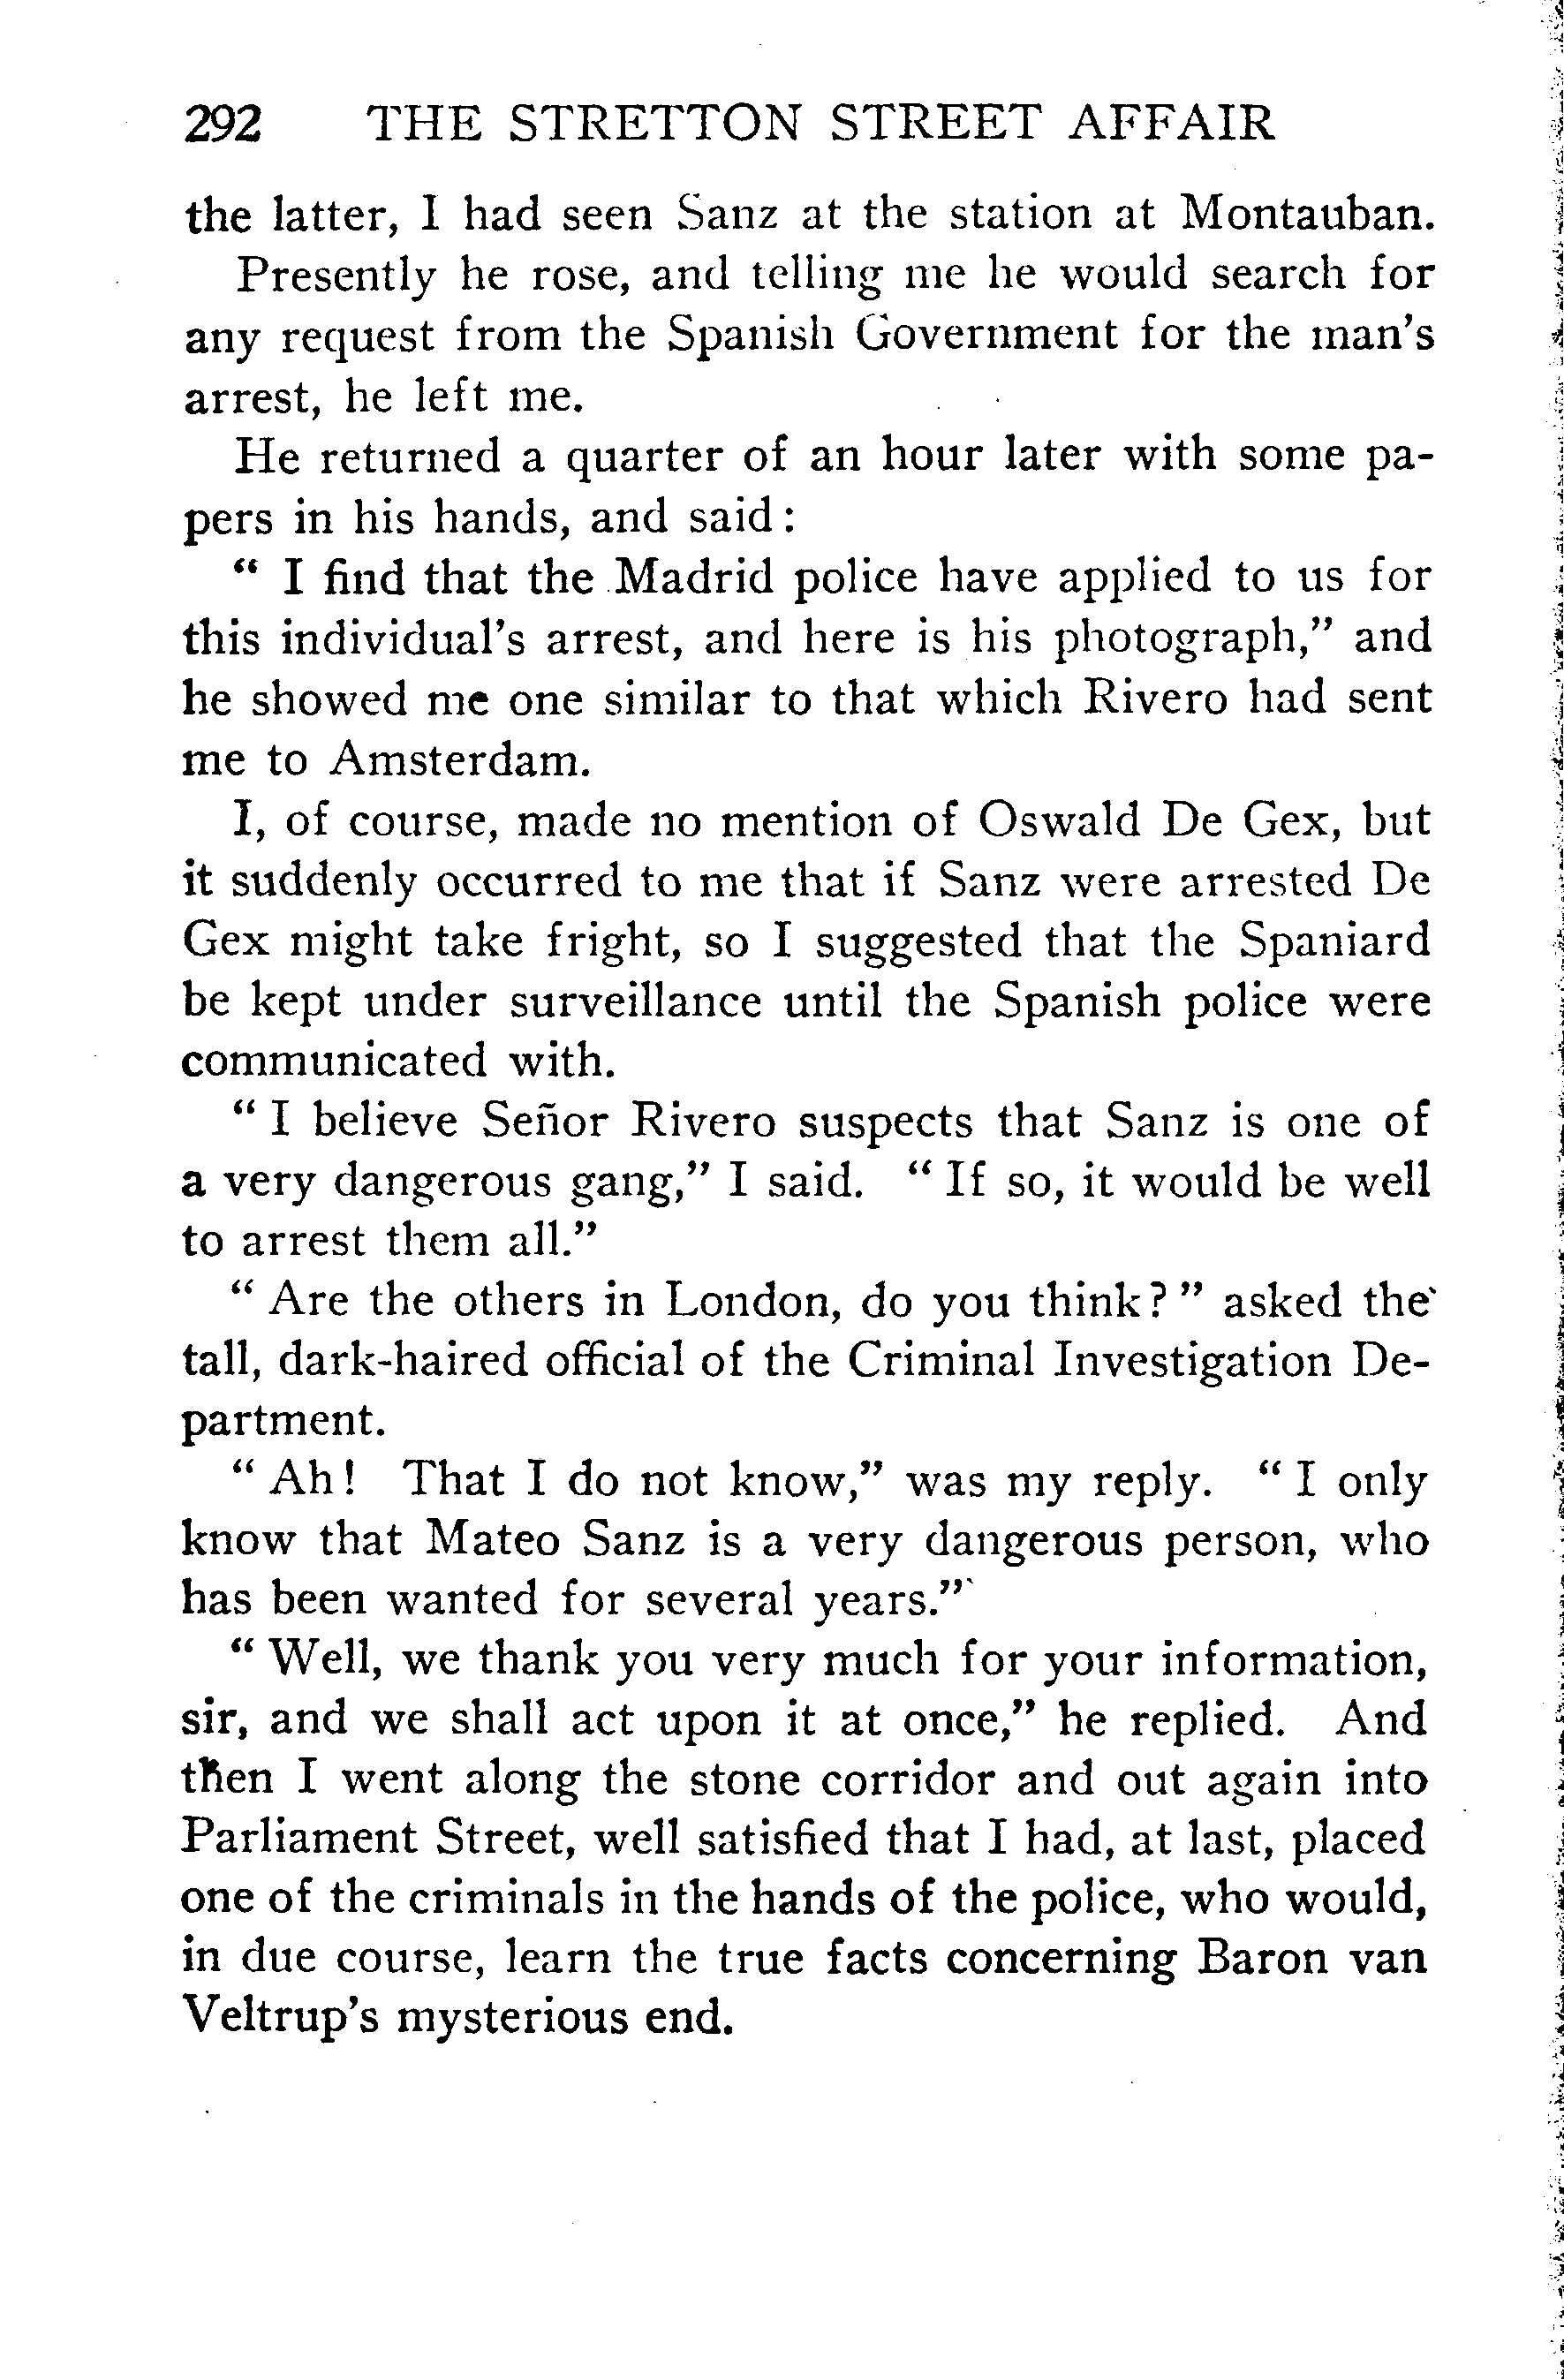 292 THE STRETTON STREET AFFAIR
the latter, I had seen Sanz at the station at Montauban.
Presently he rose, and telling me he would search for
any request from the Spanish Government for the man's
arrest, he left me.
He returned a quarter of an hour later with some pa-
pers in his hands, and said:
" I find that the Madrid police have applied to us for
this individual's arrest, and here is his photograph," and
he showed me one similar to that which Rivero had sent
me to Amsterdam.
I, of course, made no mention of Oswald De Gex, but
it suddenly occurred to me that if Sanz were arrested De
Gex might take fright, so I suggested that the Spaniard
be kept under surveillance until the Spanish police were
communicated with.
" I believe Señor Rivero suspects that Sanz is one of
a very dangerous gang," I said. " If so, it would be well
to arrest them all."
" Are the others in London, do you think? " asked the
tall, dark-haired official of the Criminal Investigation De-
partment.
" Ah! That I do not know," was my reply. " I only
know that Mateo Sanz is a very dangerous person, who
has been wanted for several years."
" Well, we thank you very much for your information,
sir, and we shall act upon it at once," he replied. And
then I went along the stone corridor and out again into
Parliament Street, well satisfied that I had, at last, placed
one of the criminals in the hands of the police, who would,
in due course, learn the true facts concerning Baron van
Veltrup's mysterious end.